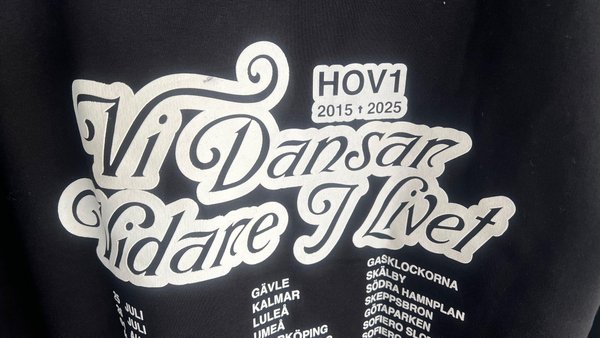 HOV1
2015 ✝ 2025
Vi Dansar
Vidare I Livet
JULI GÄVLE GASKLOCKORNA
JULI KALMAR SKÄLBY
LULEÅ SÖDRA HAMNPLAN
UMEÅ SKEPPSBRON
GÖTAPARKEN
SOFIERO